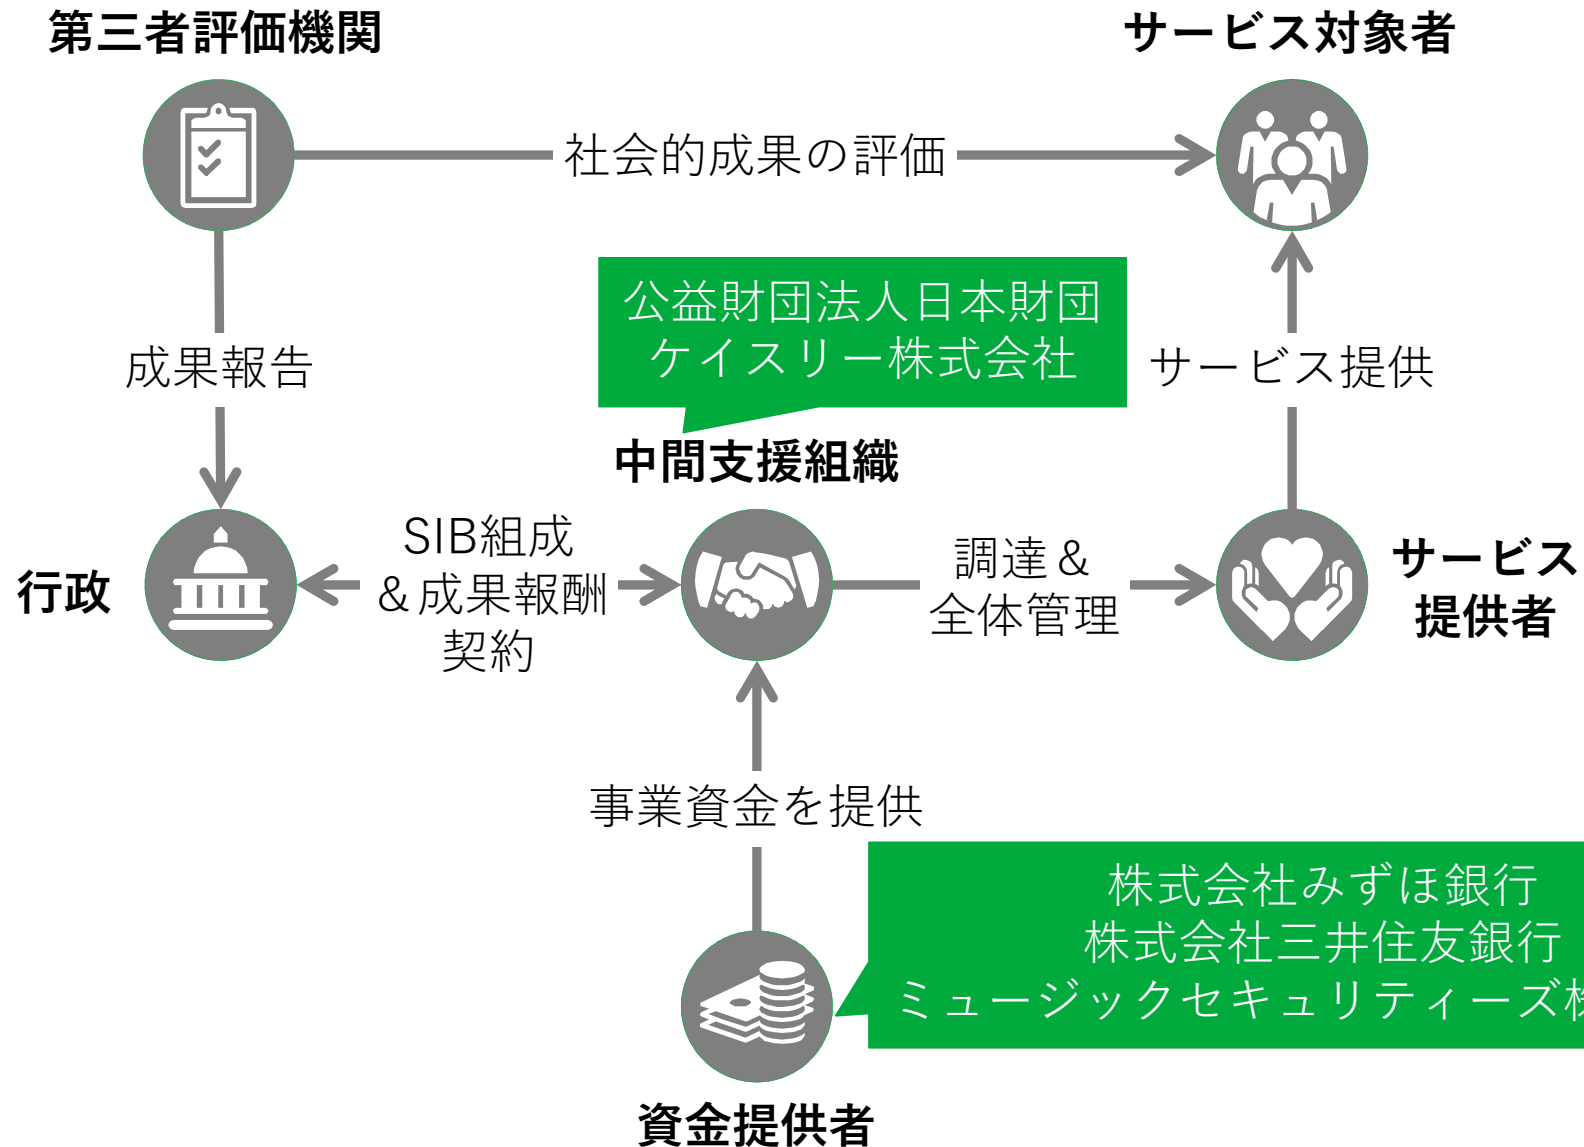 第三者評価機関
サービス対象者
社会的成果の評価
公益財団法人日本財団
ケイスリー株式会社
成果報告
サービス提供
中間支援組織
行政
SIB組成
＆成果報酬
契約
調達＆
全体管理
サービス
提供者
事業資金を提供
株式会社みずほ銀行
株式会社三井住友銀行
ミュージックセキュリティーズ株
資金提供者